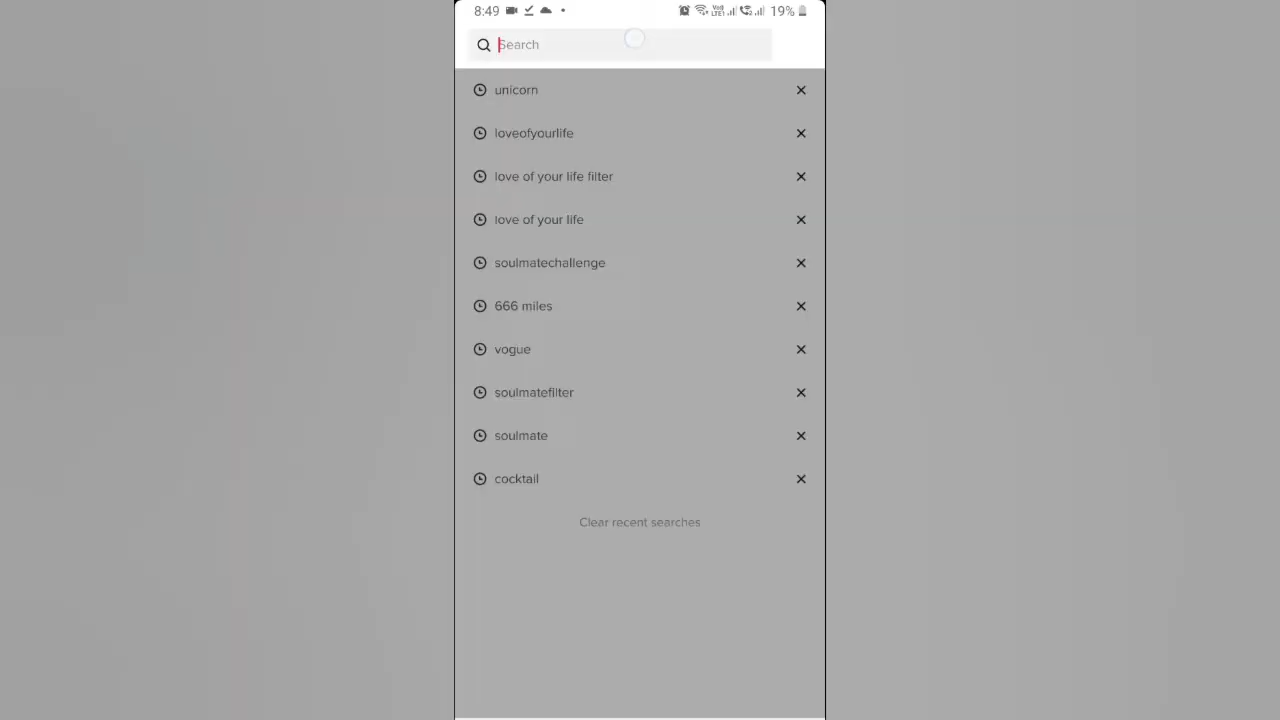 8:49 19%
Search
unicorn
loveofyourlife
love of your life filter
love of your life
soulmatechallenge
666 miles
vogue
soulmatefilter
soulmate
cocktail
Clear recent searches